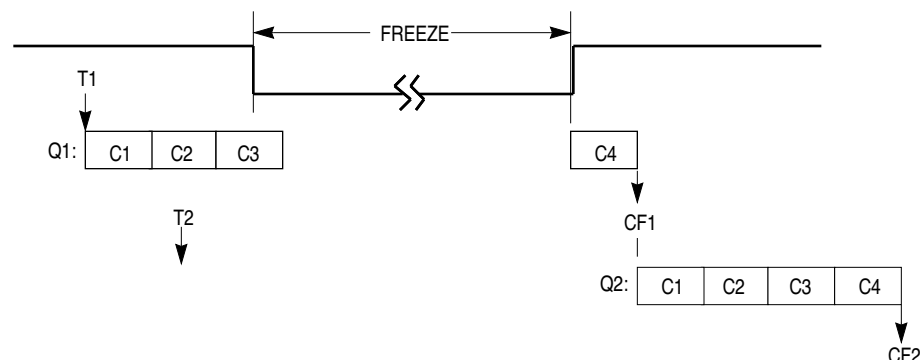 FREEZE
T1
Q1: C1 C2 C3 C4
T2
CF1
Q2: C1 C2 C3 C4
CF2